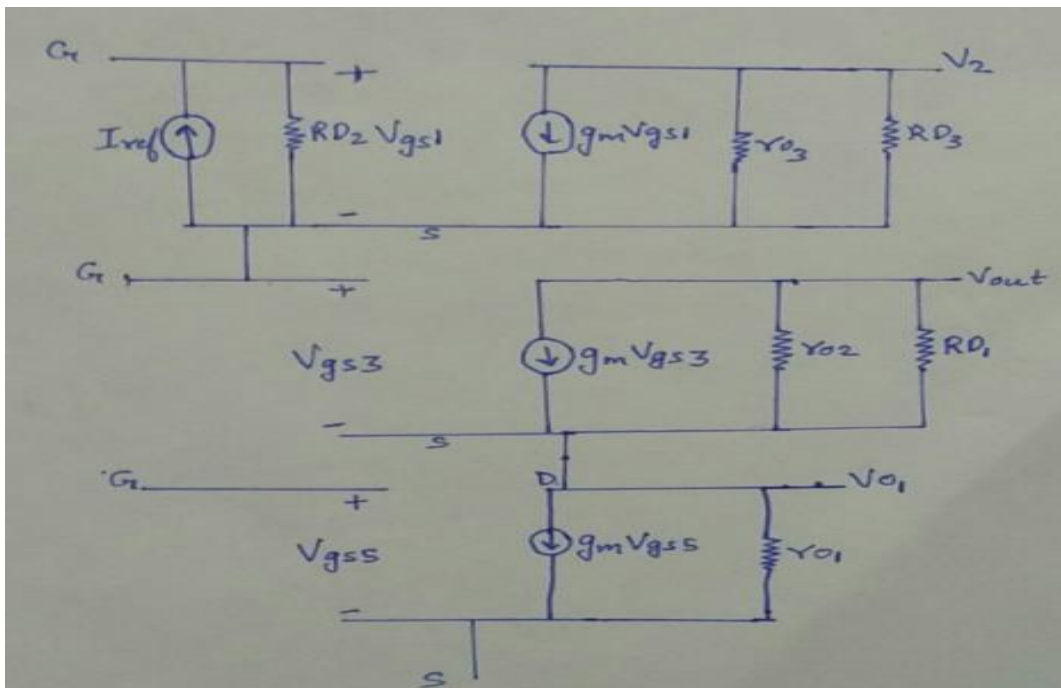 G
+
V2
Iref
RD2
Vgs1
gmVgs1
ro3
RD3
-
S
G
+
Vout
Vgs3
gmVgs3
ro2
RD1
-
S
G
+
D
Vo1
Vgs5
gmVgs5
ro1
-
S